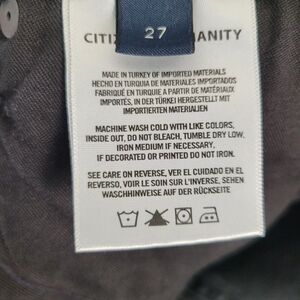 27
CITIZ MANITY
MADE IN TURKEY OF IMPORTED MATERIALS
HECHO EN TURQUIA DE MATERIALES
IMPORTADOS
FABRIQUÉ EN TURQUIE A PARTIR DE MATÉRIAUX
IMPORTÉS, IN DER TÜRKEI HERGESTELLT MIT
IMPORTIERTEN MATERIALIEN
MACHINE WASH COLD WITH LIKE COLORS,
INSIDE OUT, DO NOT BLEACH, TUMBLE DRY LOW,
IRON MEDIUM IF NECESSARY,
IF DECORATED OR PRINTED DO NOT IRON.
SEE CARE ON REVERSE, VER EL CUIDADO EN EL
REVERSO, VOIR LE SOIN SUR L'INVERSE, SEHEN
WASCHHINWEISE AUF DER RÜCKSEITE